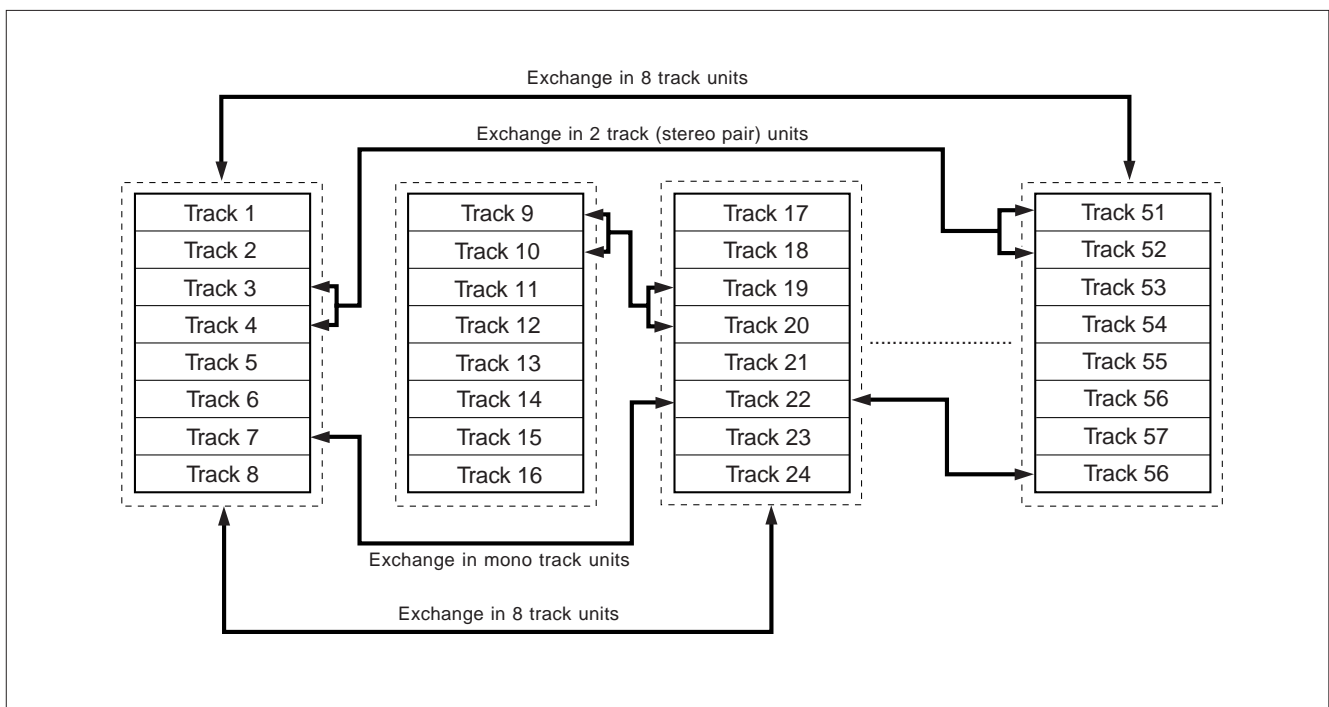 Exchange in 8 track units
Exchange in 2 track (stereo pair) units
Track 1
Track 2
Track 3
Track 4
Track 5
Track 6
Track 7
Track 8
Track 9
Track 10
Track 11
Track 12
Track 13
Track 14
Track 15
Track 16
Track 17
Track 18
Track 19
Track 20
Track 21
Track 22
Track 23
Track 24
Track 51
Track 52
Track 53
Track 54
Track 55
Track 56
Track 57
Track 56
Exchange in mono track units
Exchange in 8 track units